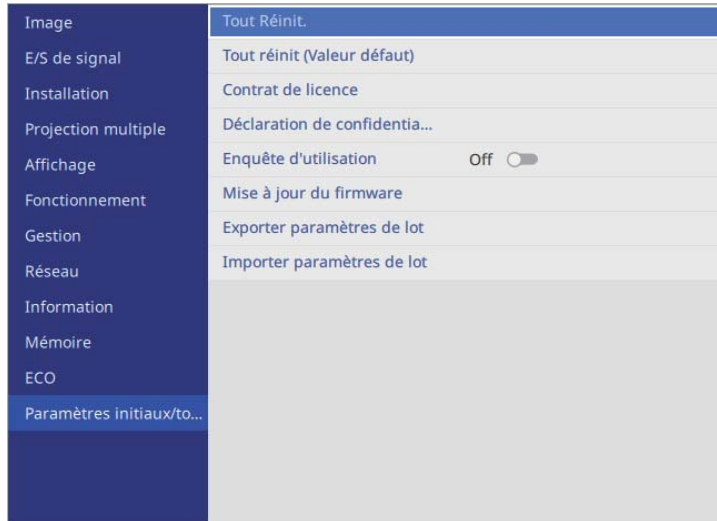 Image
E/S de signal
Installation
Projection multiple
Affichage
Fonctionnement
Gestion
Réseau
Information
Mémoire
ECO
Paramètres initiaux/to...
Tout Réinit.
Tout réinit (Valeur défaut)
Contrat de licence
Déclaration de confidentia...
Enquête d'utilisation Off
Mise à jour du firmware
Exporter paramètres de lot
Importer paramètres de lot